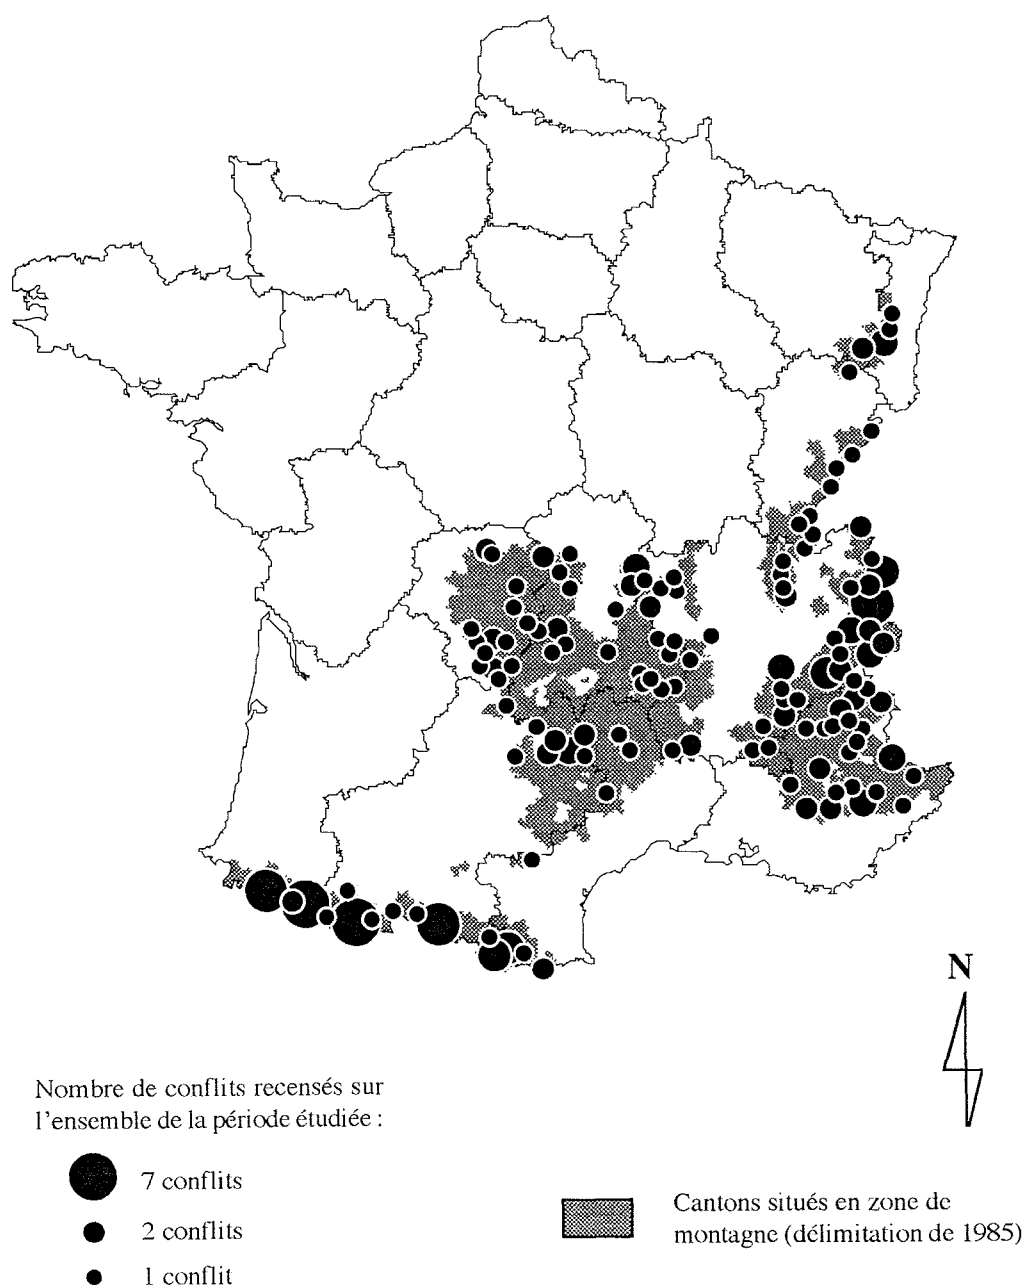 N
Nombre de conflits recensés sur
l'ensemble de la période étudiée :
7 conflits
2 conflits
1 conflit
Cantons situés en zone de
montagne (délimitation de 1985)